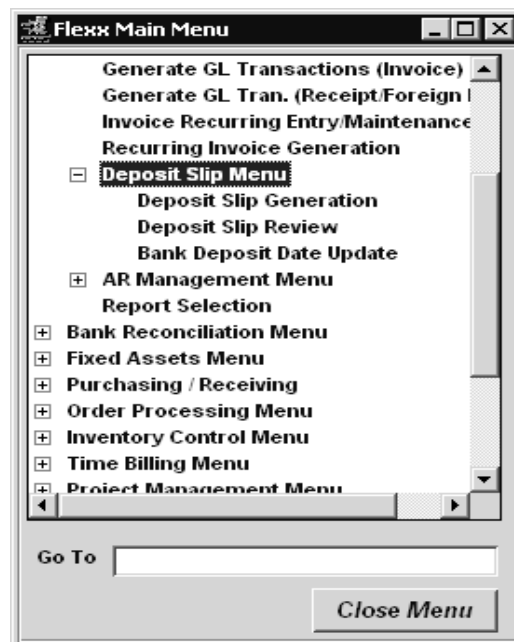 Flexx Main Menu
Generate GL Transactions (Invoice)
Generate GL Tran. (Receipt/Foreign
Invoice Recurring Entry/Maintenance
Recurring Invoice Generation
Deposit Slip Menu
Deposit Slip Generation
Deposit Slip Review
Bank Deposit Date Update
AR Management Menu
Report Selection
Bank Reconciliation Menu
Fixed Assets Menu
Purchasing / Receiving
Order Processing Menu
Inventory Control Menu
Time Billing Menu
Project Management Menu
Go To
Close Menu